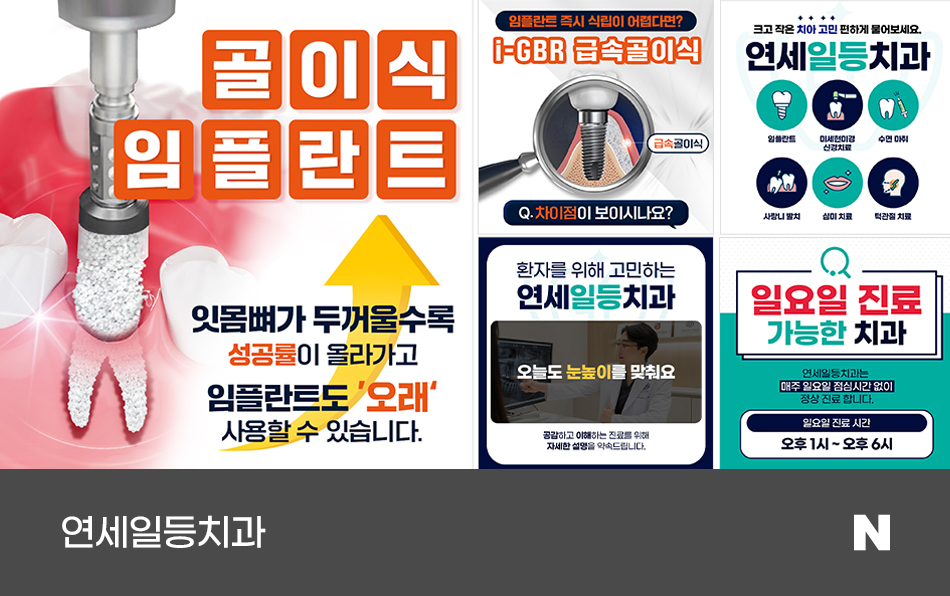 골이식
임플란트
잇몸뼈가 두꺼울수록
성공률이 올라가고
임플란트도 '오래'
사용할 수 있습니다.
임플란트 즉시 식립이 어렵다면?
i-GBR 급속골이식
급속골이식
Q. 차이점이 보이시나요?
크고 작은 치아 고민 편하게 물어보세요.
연세일등치과
임플란트
미세현미경
신경치료
수면 마취
사랑니 발치
심미 치료
턱관절 치료
환자를 위해 고민하는
연세일등치과
오늘도 눈높이를 맞춰요
공감하고 이해하는 진료를 위해
자세한 설명을 약속드립니다.
일요일 진료
가능한 치과
연세일등치과는
매주 일요일 점심시간 없이
정상 진료 합니다.
일요일 진료 시간
오후 1시 ~ 오후 6시
연세일등치과
N